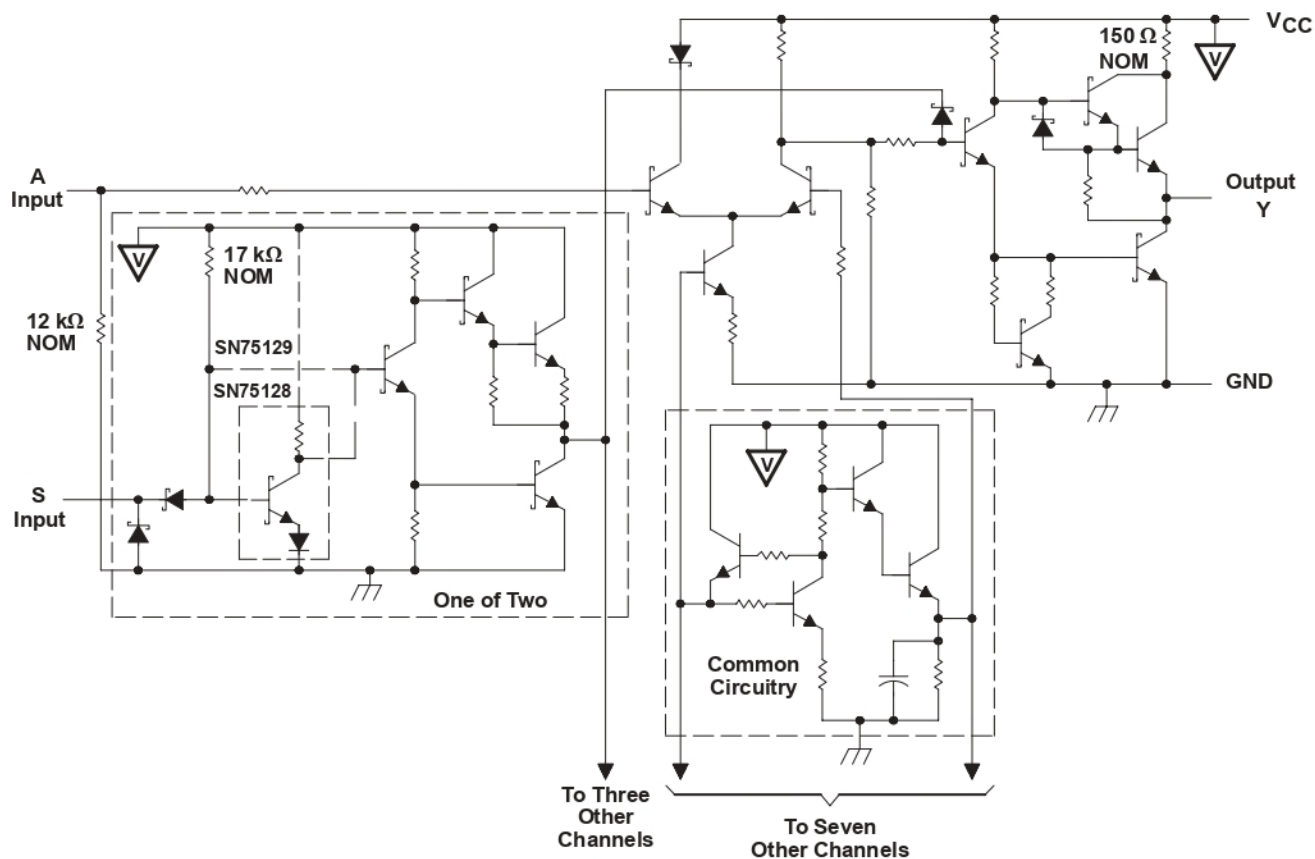 VCC
150 Ω
NOM
V
A
Input
Output
Y
V
17 kΩ
NOM
12 kΩ
NOM
SN75129
SN75128
GND
V
S
Input
One of Two
Common
Circuitry
To Three
Other
Channels
To Seven
Other Channels